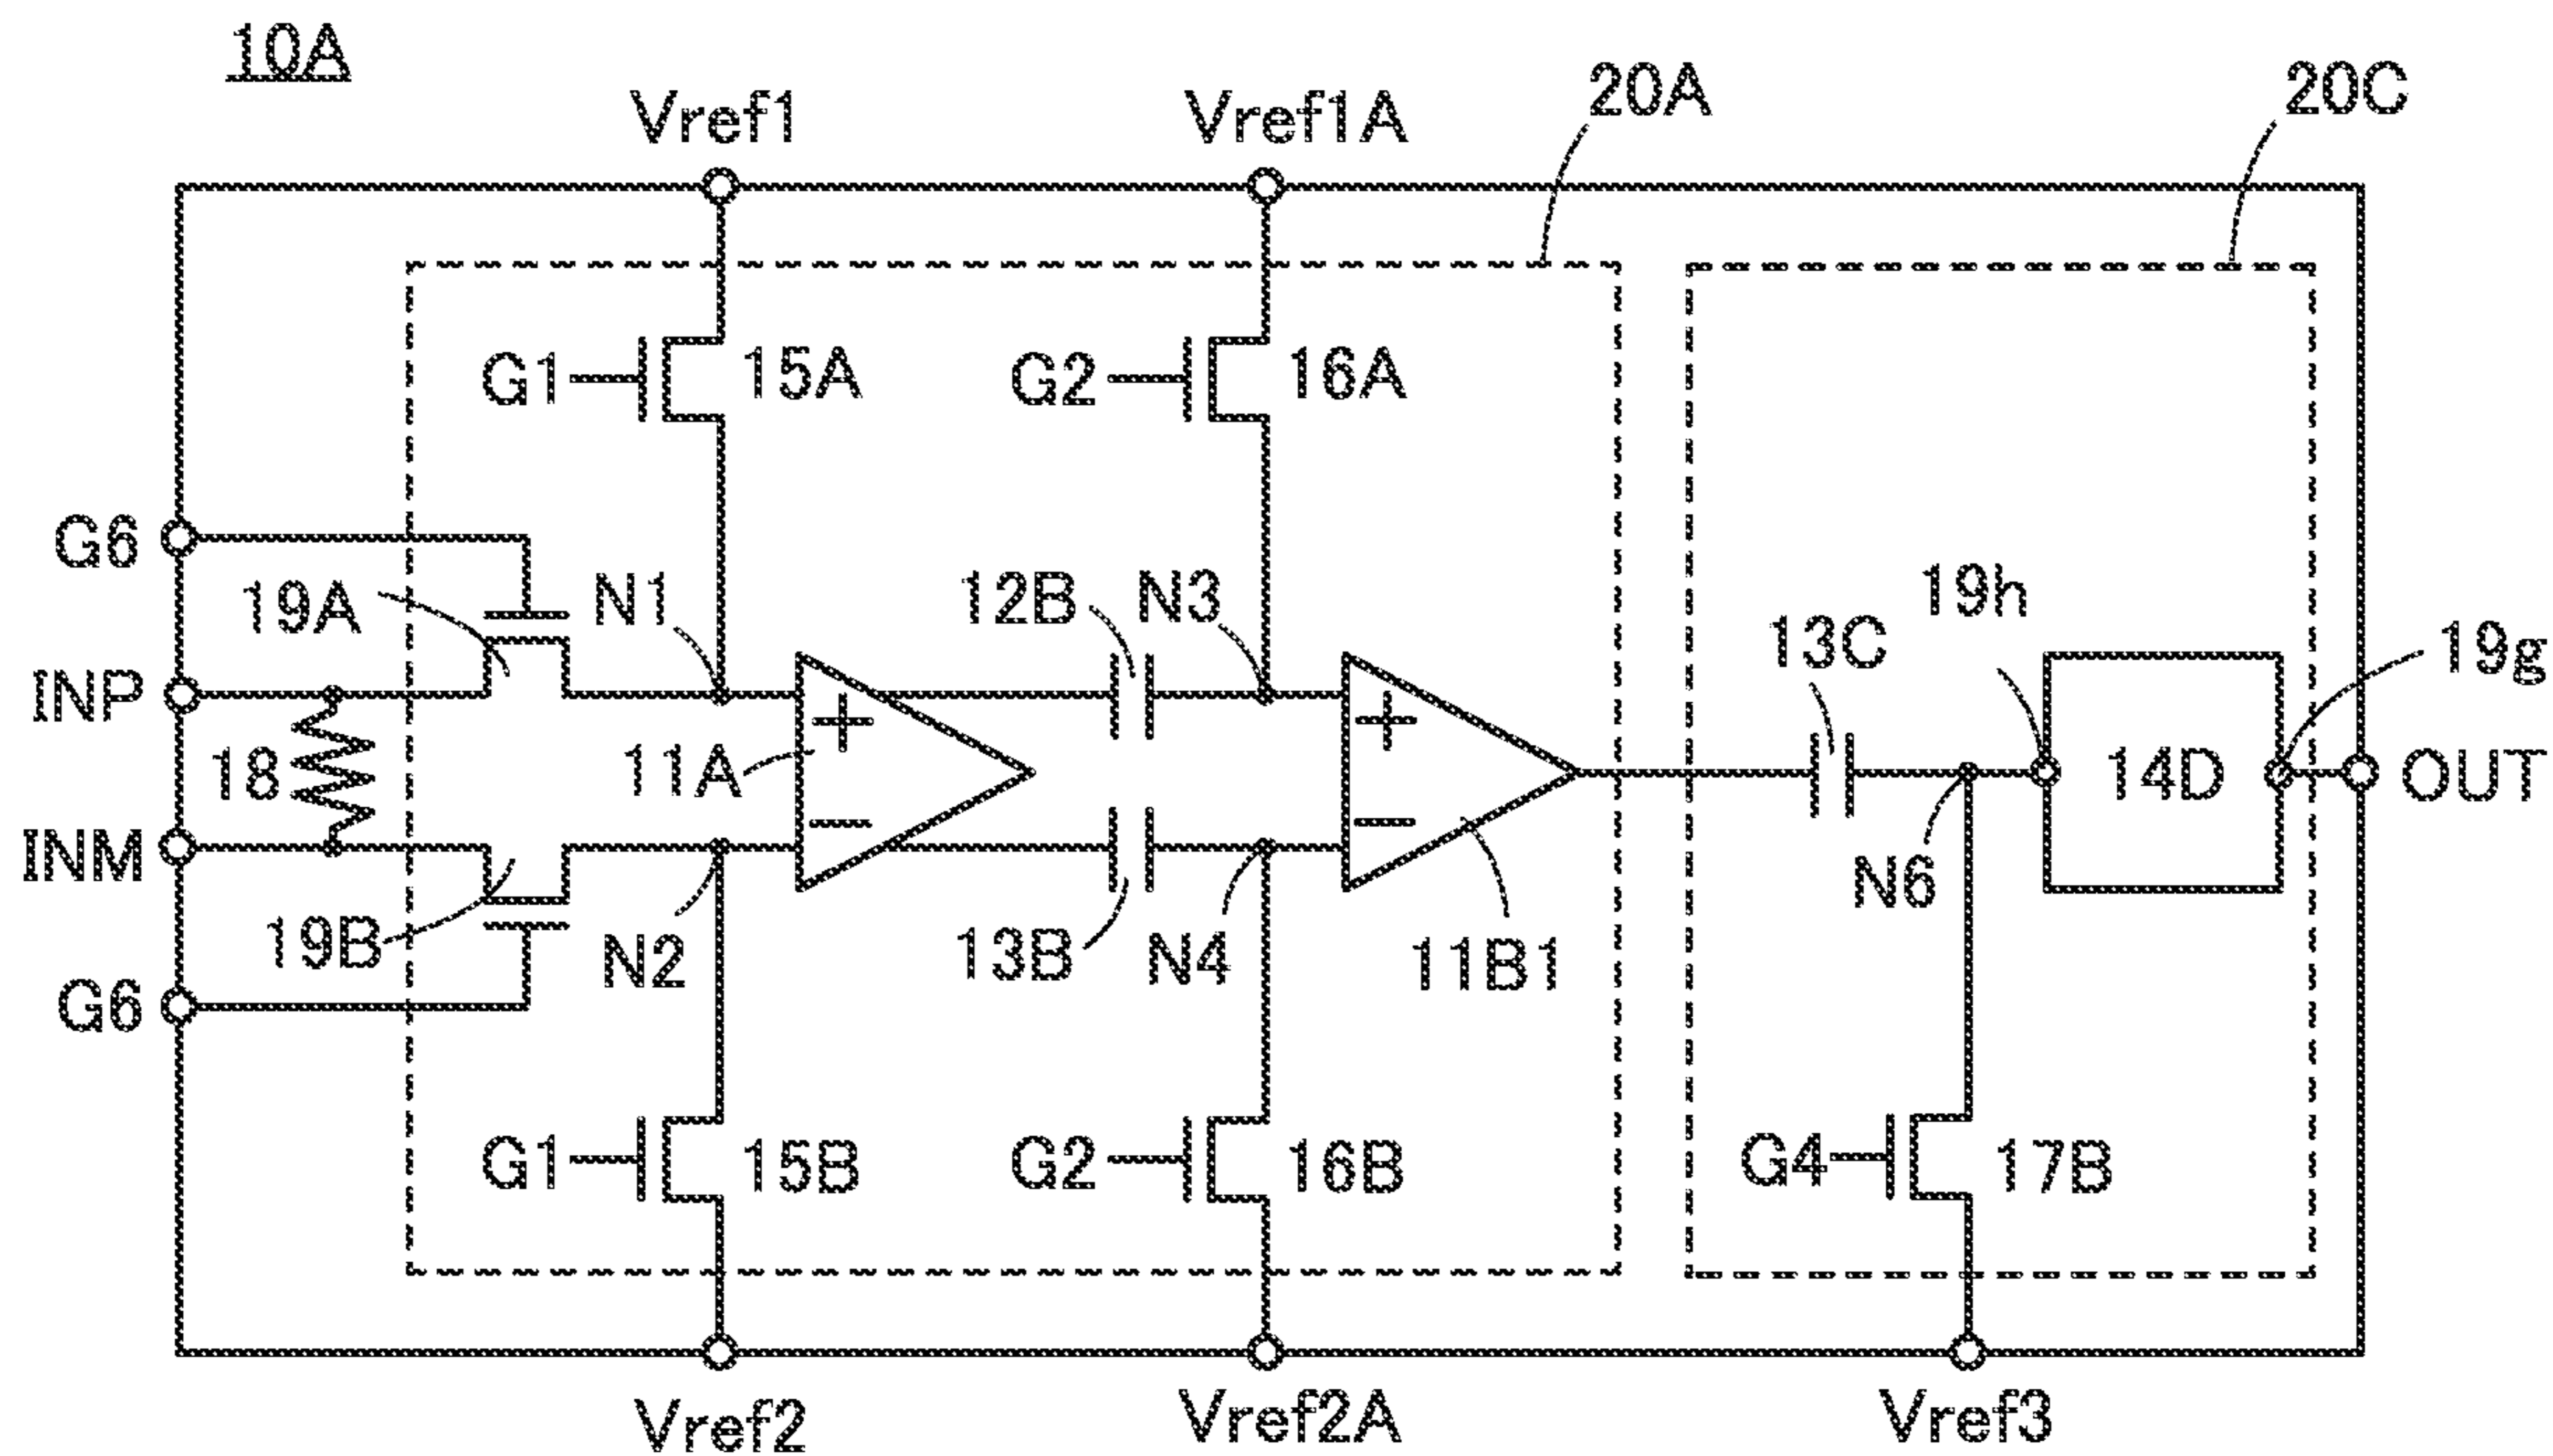 10A
20A
20C
Vref1
Vref1A
G1
15A
G2
16A
G6
19A
N1
12B
N3
19h
13C
19g
INP
+
+
18
11A
14D
OUT
INM
−
−
N6
19B
N2
13B
N4
11B1
G6
G1
15B
G2
16B
G4
17B
Vref2
Vref2A
Vref3